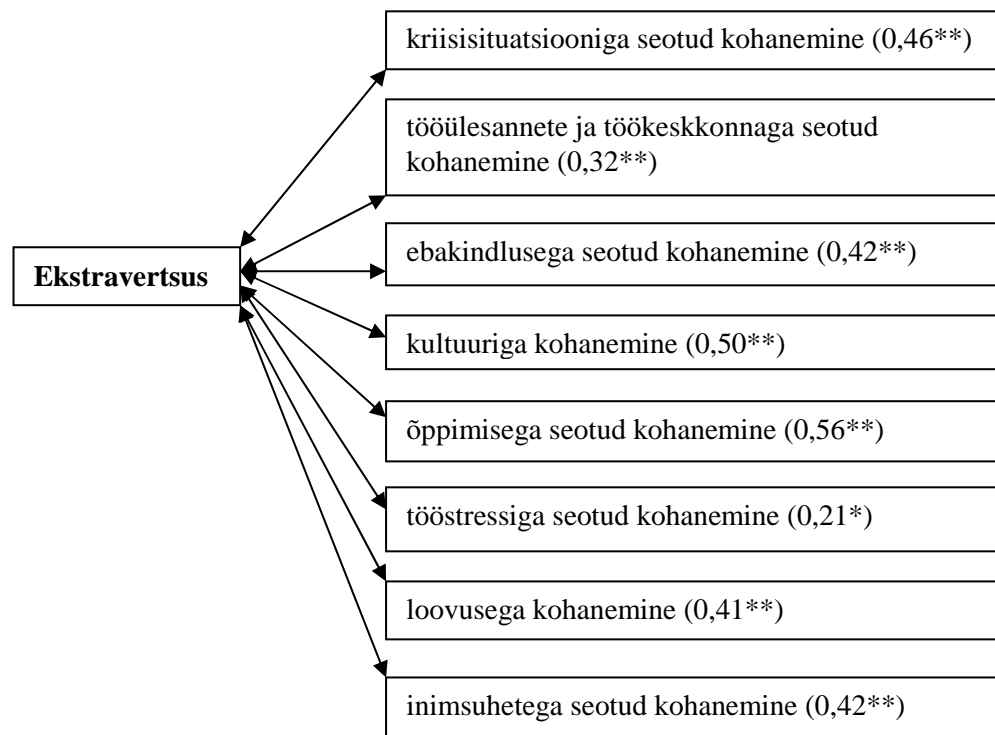 kriisisituatsiooniga seotud kohanemine (0,46**)
tööülesannete ja töökeskkonnaga seotud
kohanemine (0,32**)
ebakindlusega seotud kohanemine (0,42**)
Ekstravertsus
kultuuriga kohanemine (0,50**)
õppimisega seotud kohanemine (0,56**)
tööstressiga seotud kohanemine (0,21*)
loovusega kohanemine (0,41**)
inimsuhetega seotud kohanemine (0,42**)